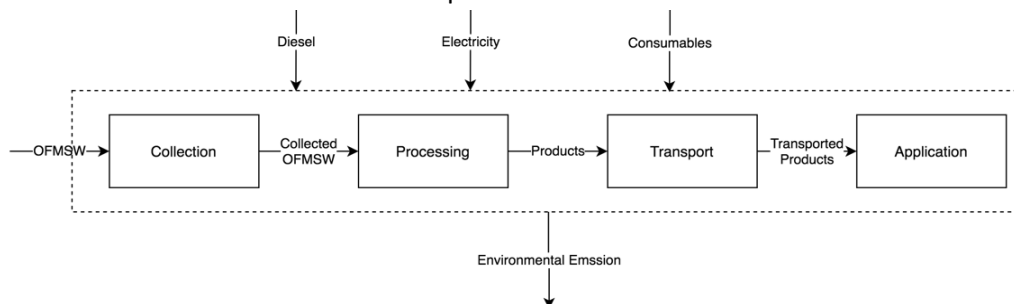 Diesel
Electricity
Consumables
OFMSW
Collection
Collected
OFMSW
Processing
Products
Transport
Transported
Products
Application
Environmental Emssion